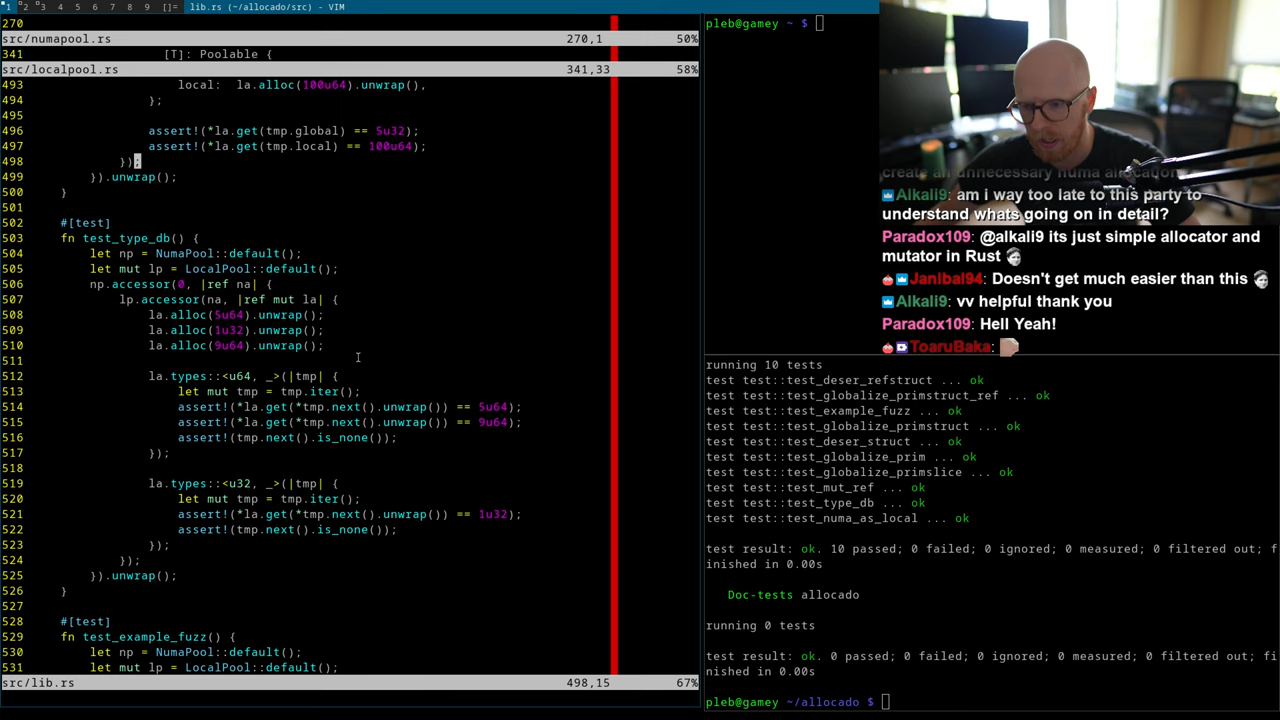 1 2 3 4 5 6 7 8 9 []= lib.rs (~/allocado/src) - VIM
270
src/numapool.rs 270,1 50%
341 [T]: Poolable {
src/localpool.rs 341,33 58%
493 local: la.alloc(100u64).unwrap(),
494 };
495
496 assert!(*la.get(tmp.global) == 5u32);
497 assert!(*la.get(tmp.local) == 100u64);
498 });
499 }).unwrap();
500 }
501
502 #[test]
503 fn test_type_db() {
504 let np = NumaPool::default();
505 let mut lp = LocalPool::default();
506 np.accessor(0, |ref na| {
507 lp.accessor(na, |ref mut la| {
508 la.alloc(5u64).unwrap();
509 la.alloc(1u32).unwrap();
510 la.alloc(9u64).unwrap();
511
512 la.types::<u64, _>(|tmp| {
513 let mut tmp = tmp.iter();
514 assert!(*la.get(*tmp.next().unwrap()) == 5u64);
515 assert!(*la.get(*tmp.next().unwrap()) == 9u64);
516 assert!(tmp.next().is_none());
517 });
518
519 la.types::<u32, _>(|tmp| {
520 let mut tmp = tmp.iter();
521 assert!(*la.get(*tmp.next().unwrap()) == 1u32);
522 assert!(tmp.next().is_none());
523 });
524 });
525 }).unwrap();
526 }
527
528 #[test]
529 fn test_example_fuzz() {
530 let np = NumaPool::default();
531 let mut lp = LocalPool::default();
src/lib.rs 498,15 67%
pleb@gamey ~ $
create an unnecessary numa allocation
Alkali9: am i way too late to this party to
understand whats going on in detail?
Paradox109: @alkali9 its just simple allocator and
mutator in Rust
Janibal94: Doesn't get much easier than this
Alkali9: vv helpful thank you
Paradox109: Hell Yeah!
ToaruBaka:
running 10 tests
test test::test_deser_refstruct ... ok
test test::test_globalize_primstruct_ref ... ok
test test::test_example_fuzz ... ok
test test::test_globalize_primstruct ... ok
test test::test_deser_struct ... ok
test test::test_globalize_prim ... ok
test test::test_globalize_primslice ... ok
test test::test_mut_ref ... ok
test test::test_type_db ... ok
test test::test_numa_as_local ... ok
test result: ok. 10 passed; 0 failed; 0 ignored; 0 measured; 0 filtered out; f
inished in 0.00s
Doc-tests allocado
running 0 tests
test result: ok. 0 passed; 0 failed; 0 ignored; 0 measured; 0 filtered out; fi
nished in 0.00s
pleb@gamey ~/allocado $